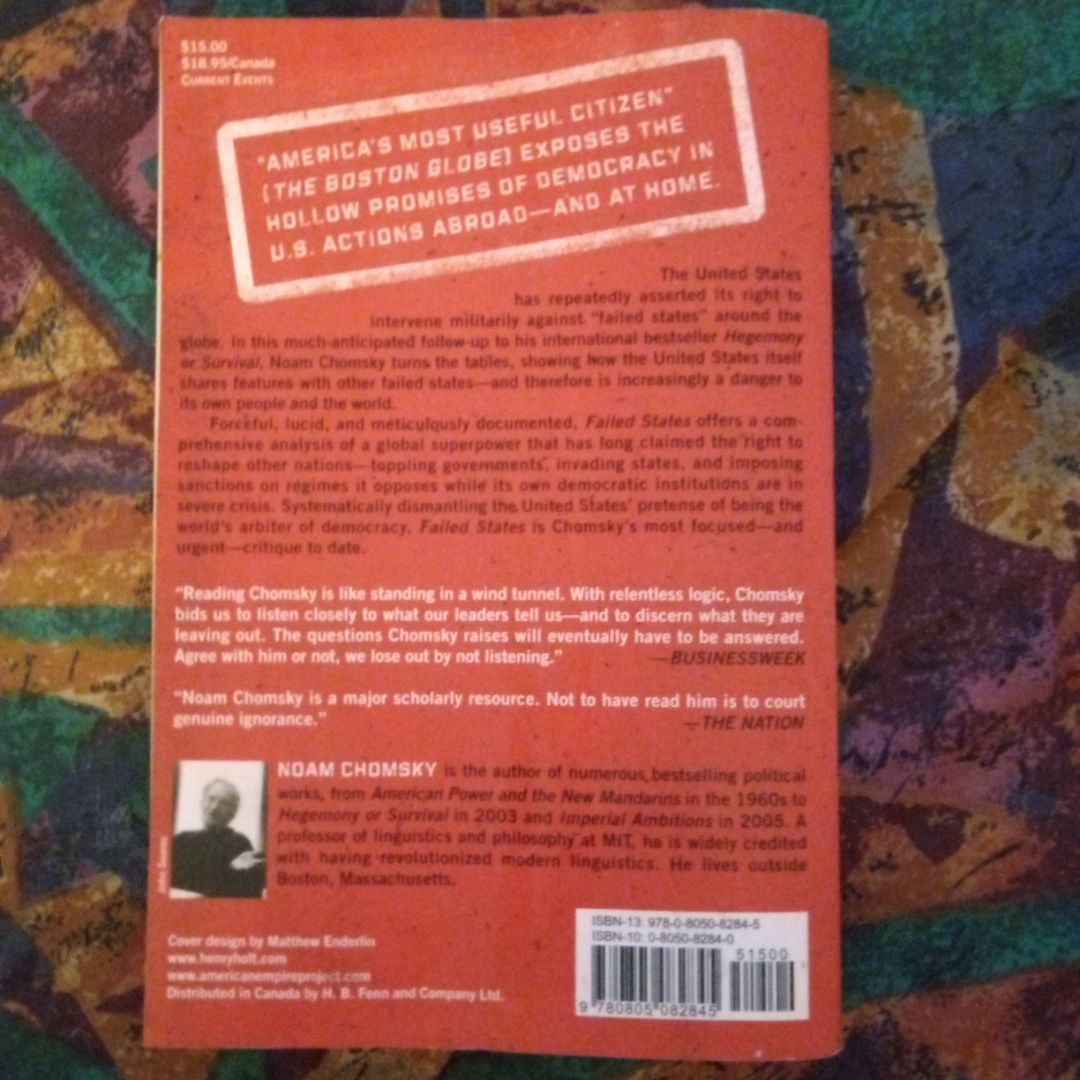 $15.00
$18.95/Canada
CURRENT EVENTS
"AMERICA'S MOST USEFUL CITIZEN"
(THE BOSTON GLOBE) EXPOSES THE
HOLLOW PROMISES OF DEMOCRACY IN
U.S. ACTIONS ABROAD—AND AT HOME.
The United States
has repeatedly asserted its right to
intervene militarily against "failed states" around the
globe. In this much-anticipated follow-up to his international bestseller Hegemony
or Survival, Noam Chomsky turns the tables, showing how the United States itself
shares features with other failed states—and therefore is increasingly a danger to
its own people and the world.
Forceful, lucid, and meticulously documented, Failed States offers a com-
prehensive analysis of a global superpower that has long claimed the right to
reshape other nations—toppling governments, invading states, and imposing
sanctions on regimes it opposes while its own democratic institutions are in
severe crisis. Systematically dismantling the United States' pretense of being the
world's arbiter of democracy, Failed States is Chomsky's most focused—and
urgent—critique to date.
"Reading Chomsky is like standing in a wind tunnel. With relentless logic, Chomsky
bids us to listen closely to what our leaders tell us—and to discern what they are
leaving out. The questions Chomsky raises will eventually have to be answered.
Agree with him or not, we lose out by not listening." —BUSINESSWEEK
"Noam Chomsky is a major scholarly resource. Not to have read him is to court
genuine ignorance." —THE NATION
NOAM CHOMSKY is the author of numerous bestselling political
works, from American Power and the New Mandarins in the 1960s to
Hegemony or Survival in 2003 and Imperial Ambitions in 2005. A
professor of linguistics and philosophy at MIT, he is widely credited
with having revolutionized modern linguistics. He lives outside
Boston, Massachusetts.
Cover design by Matthew Enderlin
www.henryholt.com
www.americanempireproject.com
Distributed in Canada by H. B. Fenn and Company Ltd.
ISBN-13: 978-0-8050-8284-5
ISBN-10: 0-8050-8284-0
51500
9 780805 082845